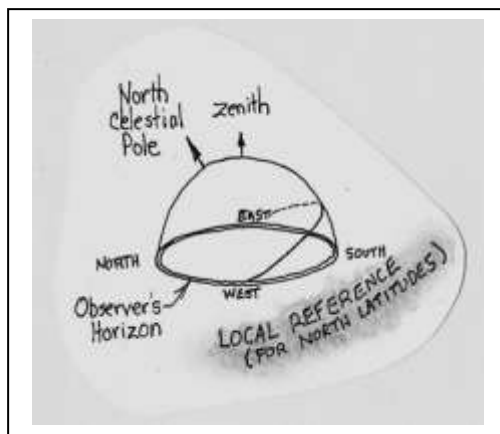 North
Celestial
Pole
Zenith
EAST
NORTH
SOUTH
WEST
Observer's
Horizon
LOCAL REFERENCE
(FOR NORTH LATITUDES)